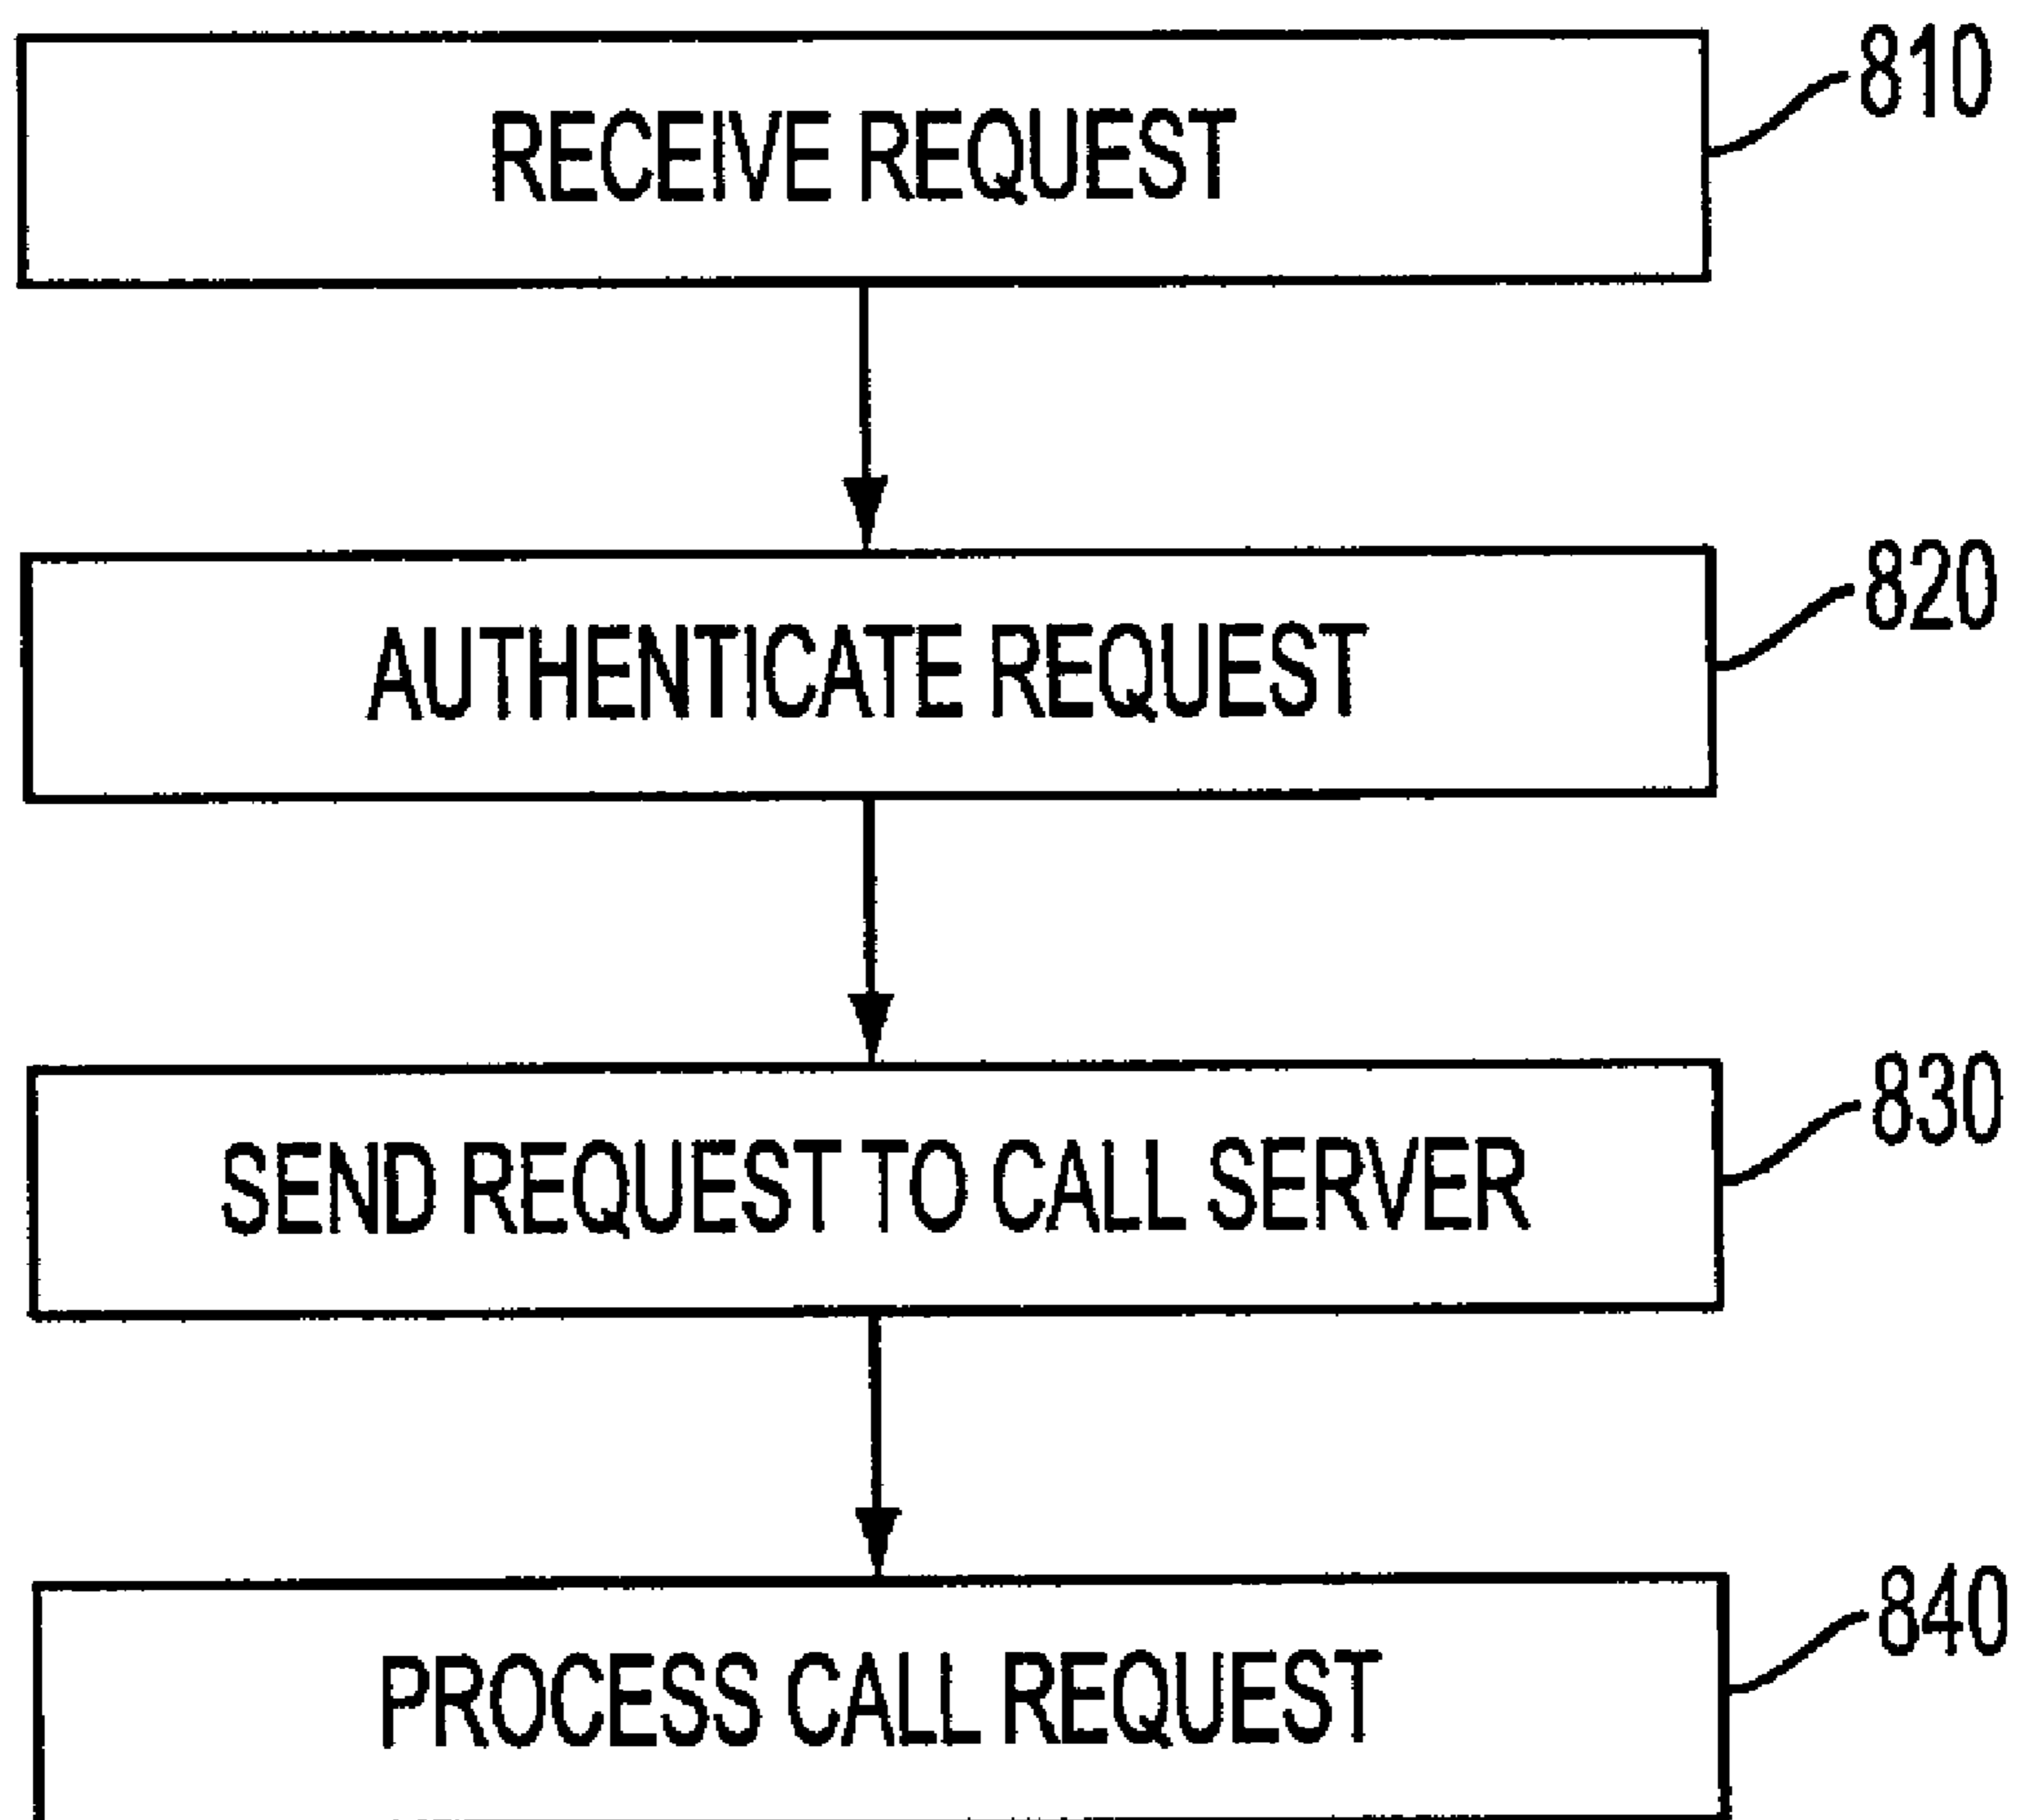 RECEIVE REQUEST
810
AUTHENTICATE REQUEST
820
SEND REQUEST TO CALL SERVER
830
PROCESS CALL REQUEST
840